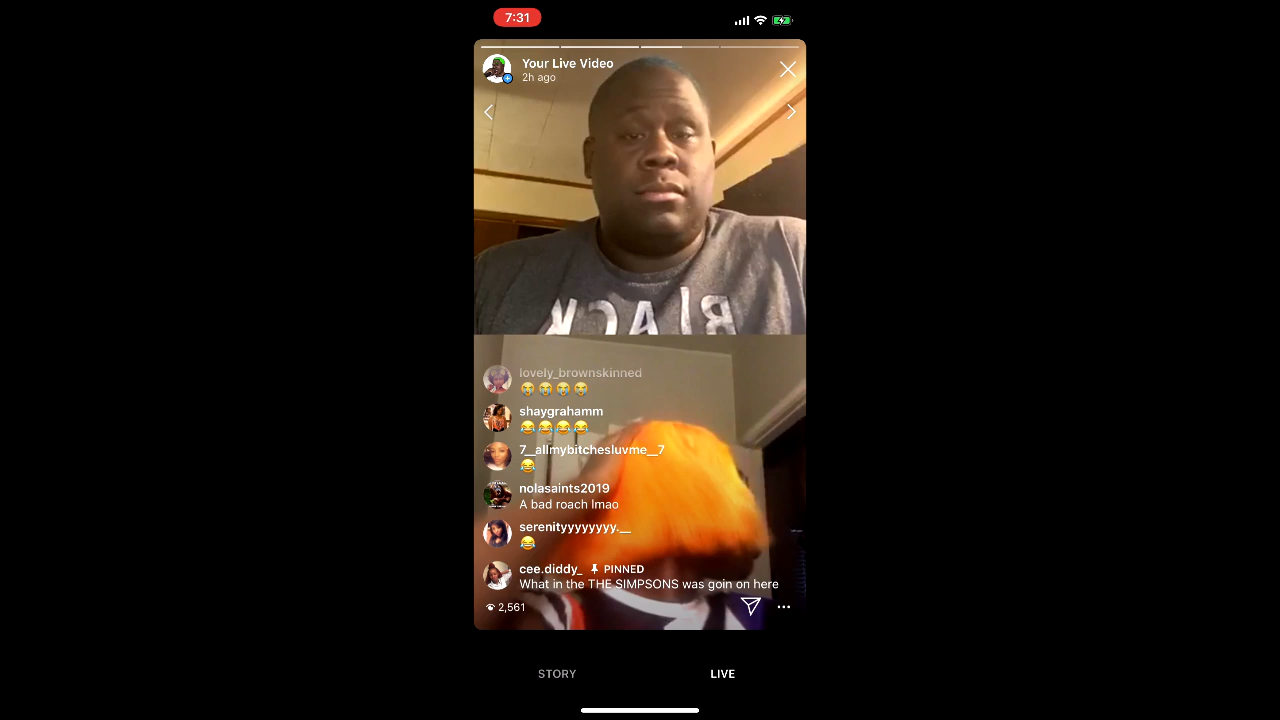 7:31
Your Live Video
2h ago
BLACK
lovely_brownskinned
😭😭😭😭
shaygrahamm
😂😂😂😂
7__allmybitchesluvme__7
😂
nolasaints2019
A bad roach lmao
serenityyyyyyyy.__
😂
cee.diddy_ PINNED
What in the THE SIMPSONS was goin on here
2,561
STORY LIVE